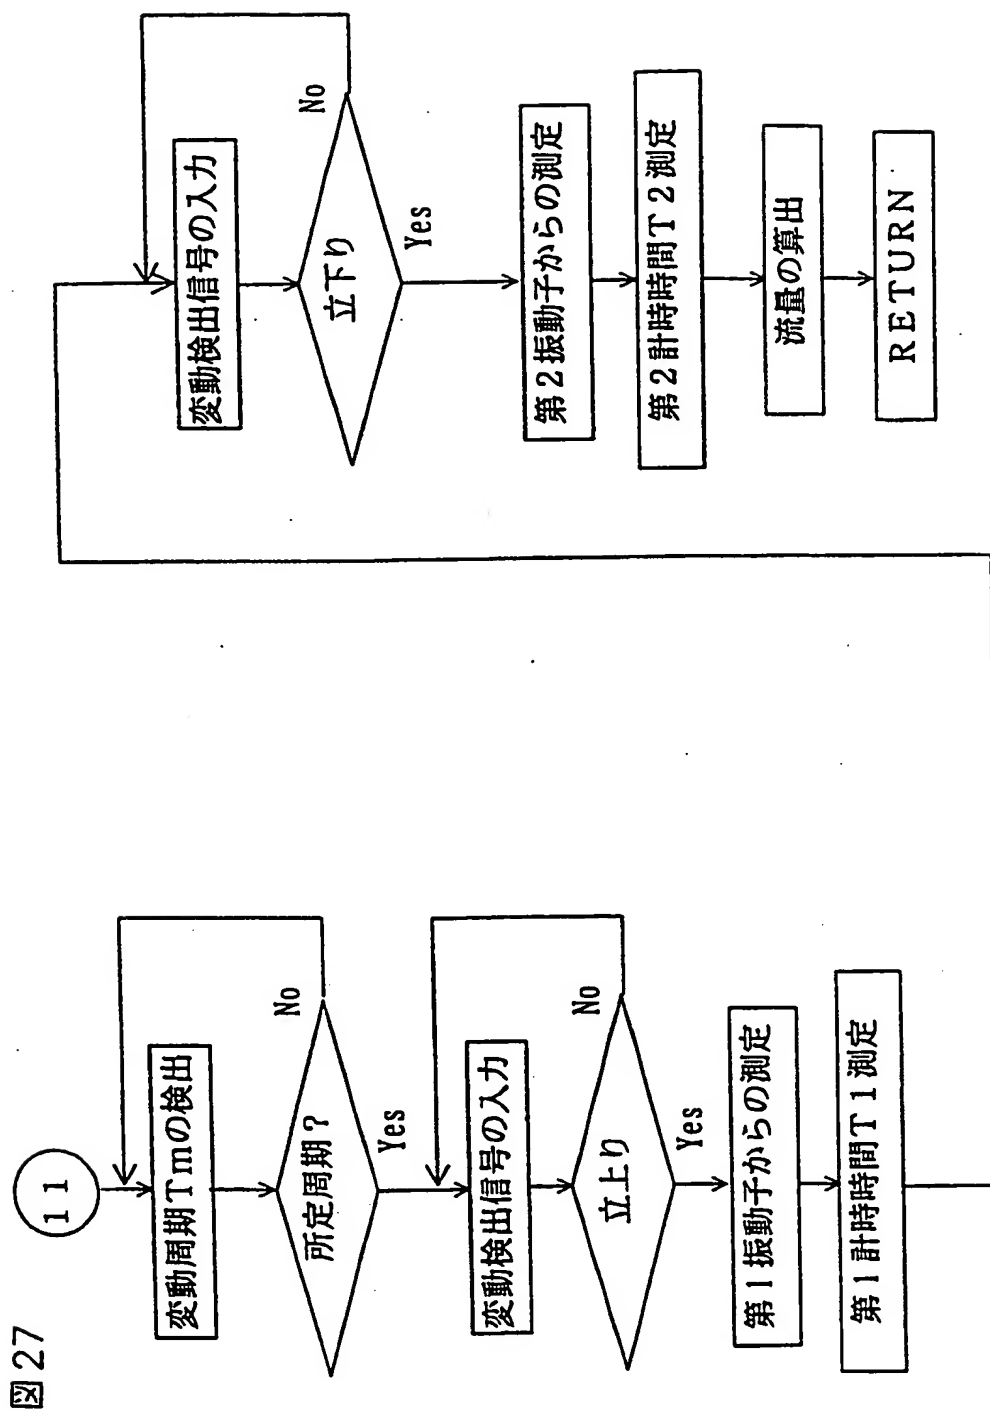 図27
11
変動周期Tmの検出
所定周期?
No
Yes
変動検出信号の入力
立上り
No
Yes
第1振動子からの測定
第1計時時間T1測定
変動検出信号の入力
立下り
No
Yes
第2振動子からの測定
第2計時時間T2測定
流量の算出
RETURN